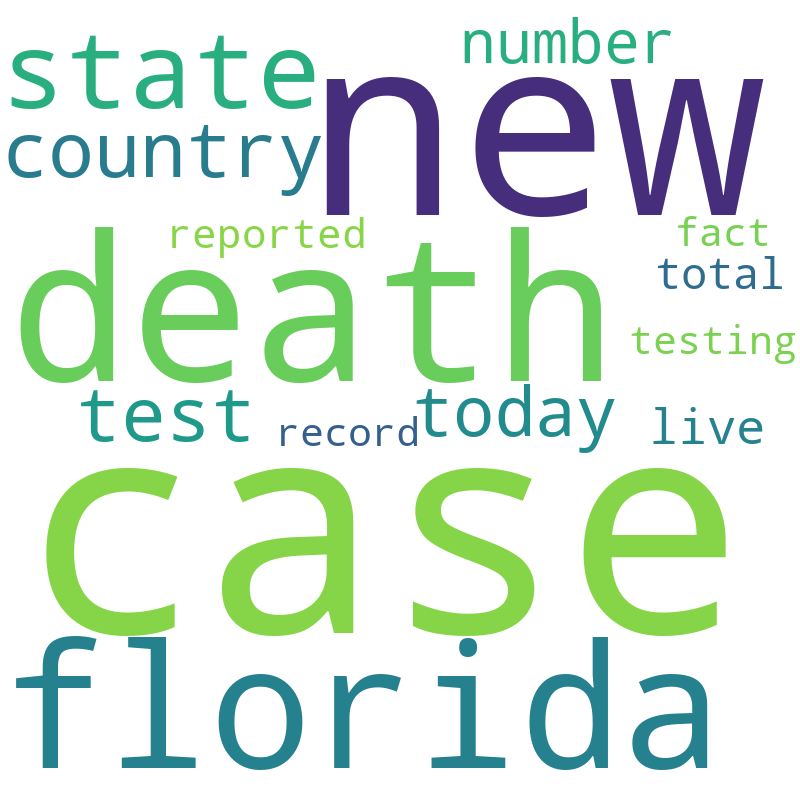 number
state
new
country
reported
fact
death
total
testing
test
today
record
live
case
florida